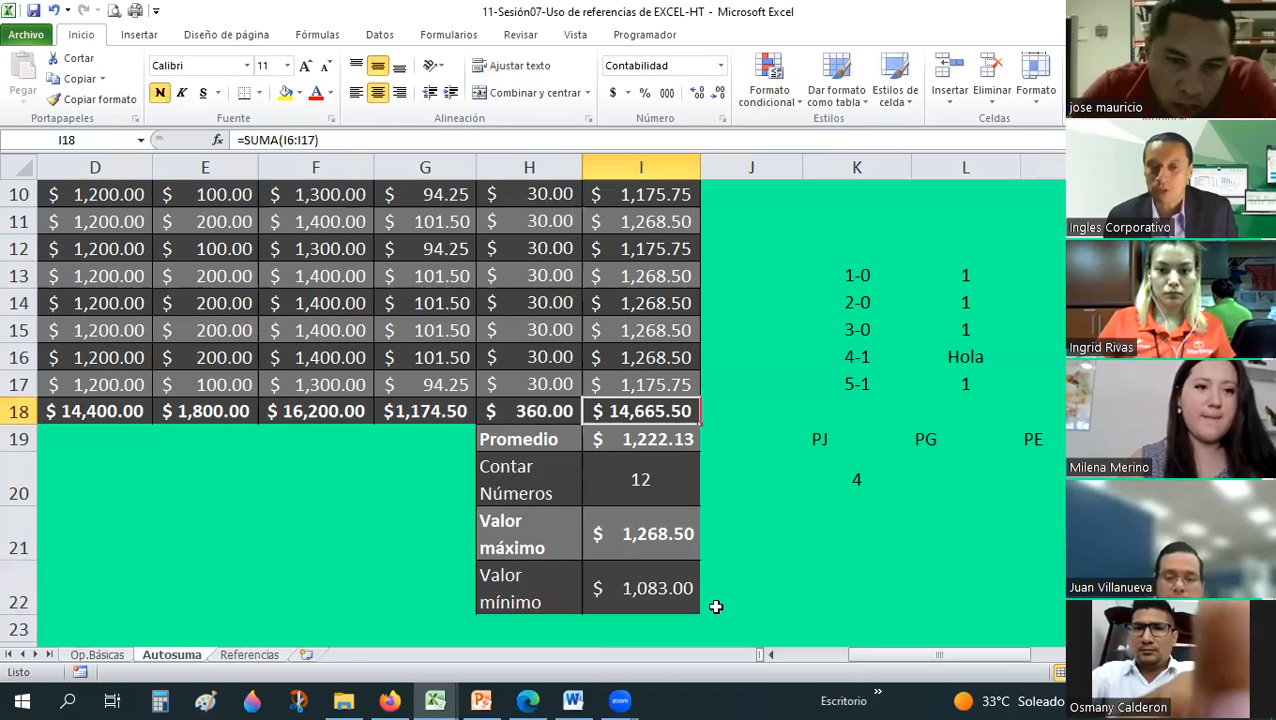 11-Sesión07-Uso de referencias de EXCEL-HT - Microsoft Excel
Archivo Inicio Insertar Diseño de página Fórmulas Datos Formularios Revisar Vista Programador
Pegar Cortar Copiar Copiar formato
Calibri 11
N K S
Ajustar texto
Combinar y centrar
Contabilidad
$ % 000
Formato condicional
Dar formato como tabla
Estilos de celda
Insertar Eliminar Formato
Portapapeles Fuente Alineación Número Estilos Celdas
I18 fx =SUMA(I6:I17)
D E F G H I J K L
10 $ 1,200.00 $ 100.00 $ 1,300.00 $ 94.25 $ 30.00 $ 1,175.75
11 $ 1,200.00 $ 200.00 $ 1,400.00 $ 101.50 $ 30.00 $ 1,268.50
12 $ 1,200.00 $ 100.00 $ 1,300.00 $ 94.25 $ 30.00 $ 1,175.75
13 $ 1,200.00 $ 200.00 $ 1,400.00 $ 101.50 $ 30.00 $ 1,268.50 1-0 1
14 $ 1,200.00 $ 200.00 $ 1,400.00 $ 101.50 $ 30.00 $ 1,268.50 2-0 1
15 $ 1,200.00 $ 200.00 $ 1,400.00 $ 101.50 $ 30.00 $ 1,268.50 3-0 1
16 $ 1,200.00 $ 200.00 $ 1,400.00 $ 101.50 $ 30.00 $ 1,268.50 4-1 Hola
17 $ 1,200.00 $ 100.00 $ 1,300.00 $ 94.25 $ 30.00 $ 1,175.75 5-1 1
18 $ 14,400.00 $ 1,800.00 $ 16,200.00 $1,174.50 $ 360.00 $ 14,665.50
19 Promedio $ 1,222.13 PJ PG PE
20 Contar Números 12 4
21 Valor máximo $ 1,268.50
22 Valor mínimo $ 1,083.00
23
Op.Básicas Autosuma Referencias
Listo
Escritorio » 33°C Soleado
zoom
jose mauricio
Ingles Corporativo
Ingrid Rivas
Milena Merino
Juan Villanueva
Osmany Calderon